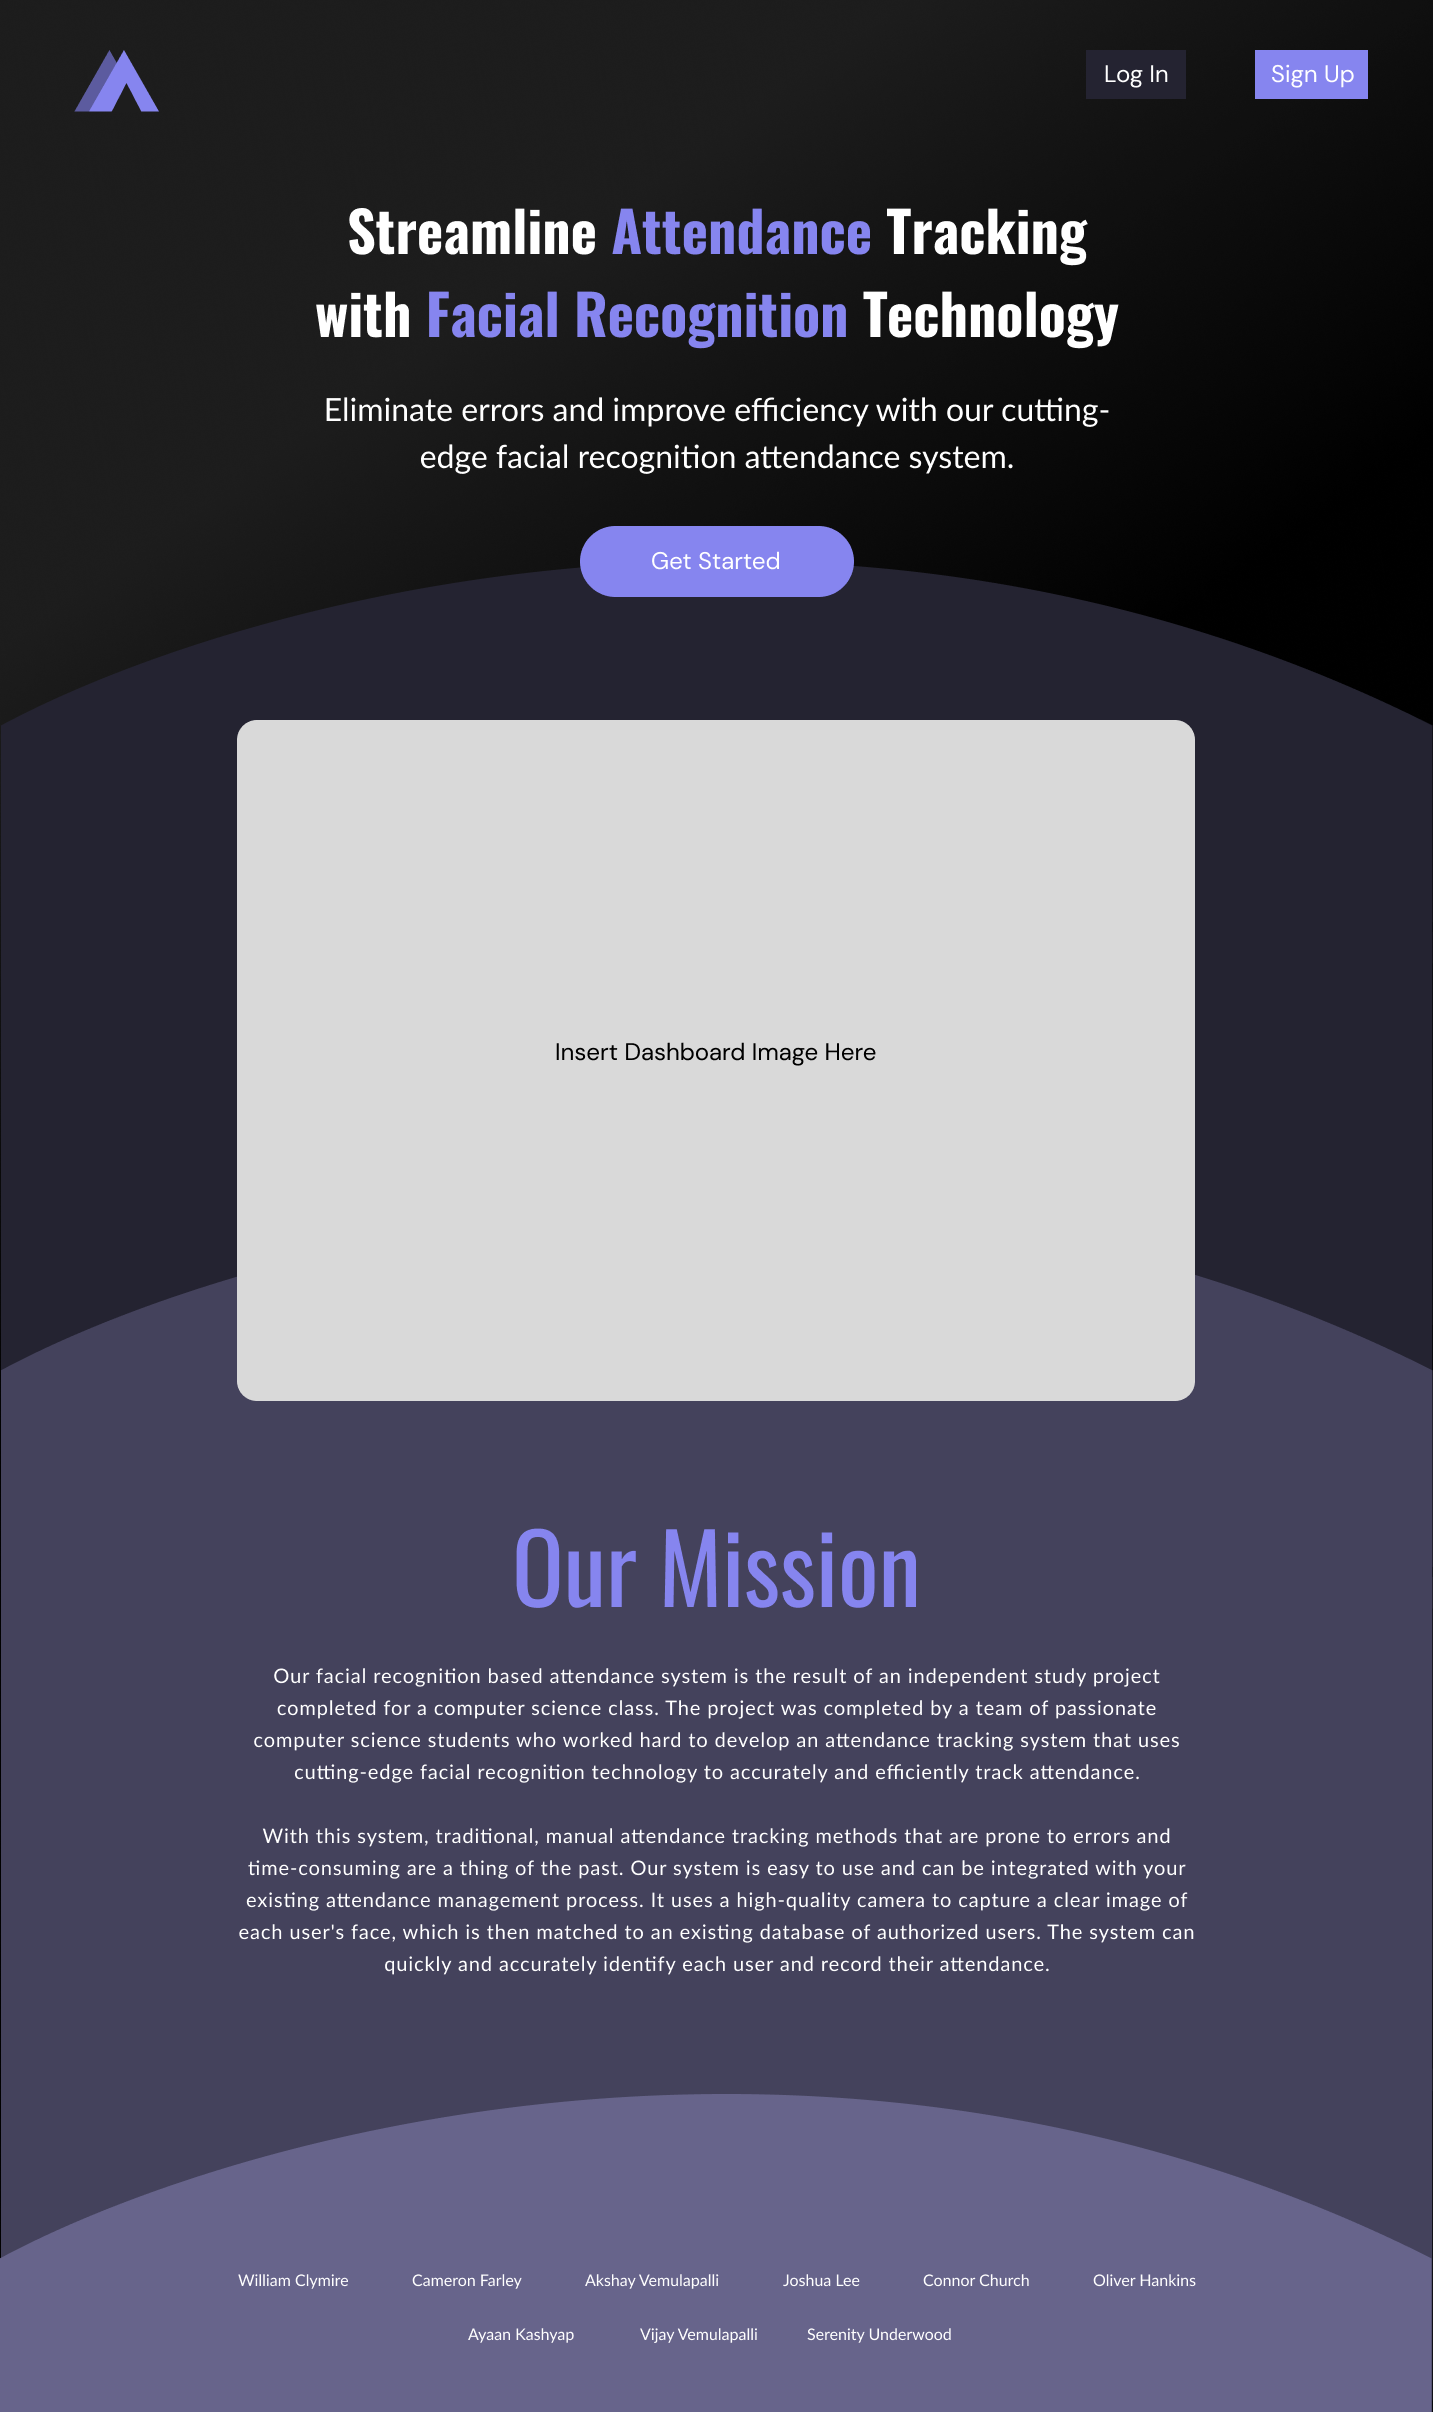 Log In
Sign Up
Streamline Attendance Tracking
with Facial Recognition Technology
Eliminate errors and improve efficiency with our cutting-
edge facial recognition attendance system.
Get Started
Insert Dashboard Image Here
Our Mission
Our facial recognition based attendance system is the result of an independent study project
completed for a computer science class. The project was completed by a team of passionate
computer science students who worked hard to develop an attendance tracking system that uses
cutting-edge facial recognition technology to accurately and efficiently track attendance.
With this system, traditional, manual attendance tracking methods that are prone to errors and
time-consuming are a thing of the past. Our system is easy to use and can be integrated with your
existing attendance management process. It uses a high-quality camera to capture a clear image of
each user's face, which is then matched to an existing database of authorized users. The system can
quickly and accurately identify each user and record their attendance.
William Clymire Cameron Farley Akshay Vemulapalli Joshua Lee Connor Church Oliver Hankins
Ayaan Kashyap Vijay Vemulapalli Serenity Underwood